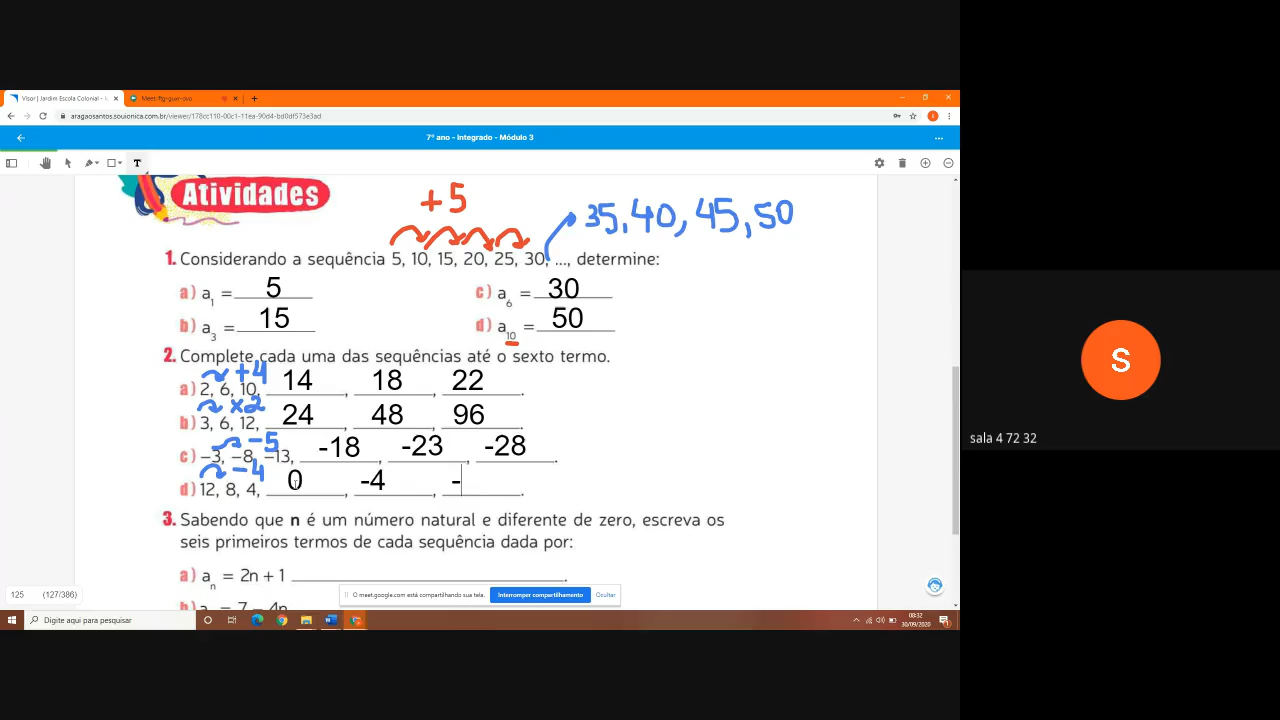 Visor | Jardim Escola Colonial - I
Meet: ftg-guxr-ovo
aragaosantos.souionica.com.br/viewer/178cc110-00c1-11ea-90d4-bd0df573e3ad
7º ano - Integrado - Módulo 3
T
Atividades
+5
35, 40, 45, 50
1. Considerando a sequência 5, 10, 15, 20, 25, 30, ..., determine:
a) a1 = 5
c) a6 = 30
b) a3 = 15
d) a10 = 50
2. Complete cada uma das sequências até o sexto termo.
+4
a) 2, 6, 10, 14, 18, 22.
×2
b) 3, 6, 12, 24, 48, 96.
-5
c) –3, –8, –13, -18, -23, -28.
-4
d) 12, 8, 4, 0, -4, -.
3. Sabendo que n é um número natural e diferente de zero, escreva os
seis primeiros termos de cada sequência dada por:
a) an = 2n + 1 .
b) a = 7 – 4n
125 (127/386)
O meet.google.com está compartilhando sua tela.
Interromper compartilhamento
Ocultar
Digite aqui para pesquisar
08:32
30/09/2020
S
sala 4 72 32